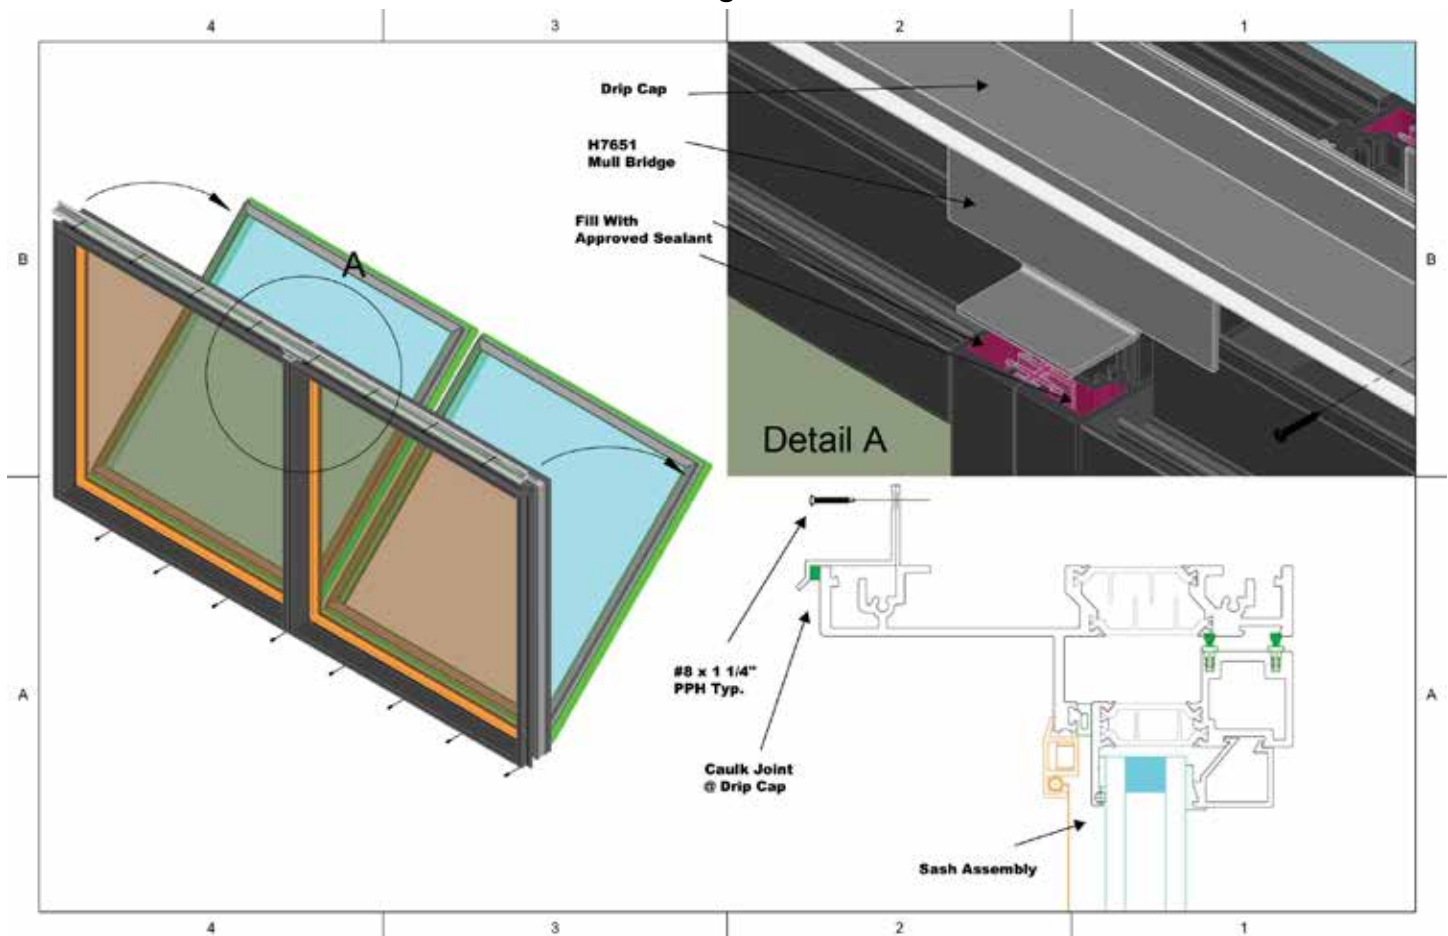 4
3
2
1
Drip Cap
H7651
Mull Bridge
Fill With
Approved Sealant
A
B
B
Detail A
#8 x 1 1/4"
PPH Typ.
A
A
Caulk Joint
@ Drip Cap
Sash Assembly
4
3
2
1